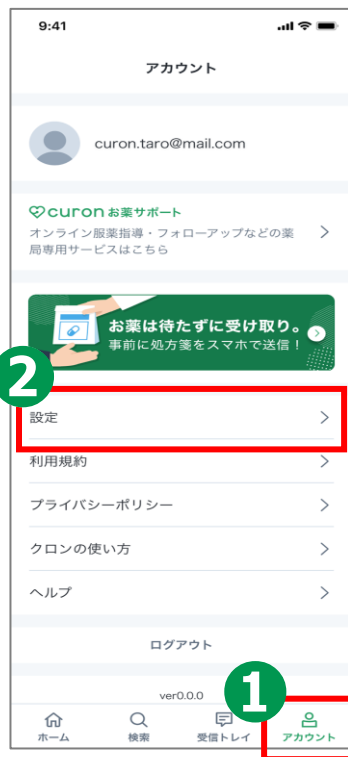 9:41
アカウント
curon.taro@mail.com
curon お薬サポート
オンライン服薬指導・フォローアップなどの薬
局専用サービスはこちら
お薬は待たずに受け取り。
事前に処方箋をスマホで送信!
2
設定
利用規約
プライバシーポリシー
クロンの使い方
ヘルプ
ログアウト
ver0.0.0
1
ホーム 検索 受信トレイ アカウント